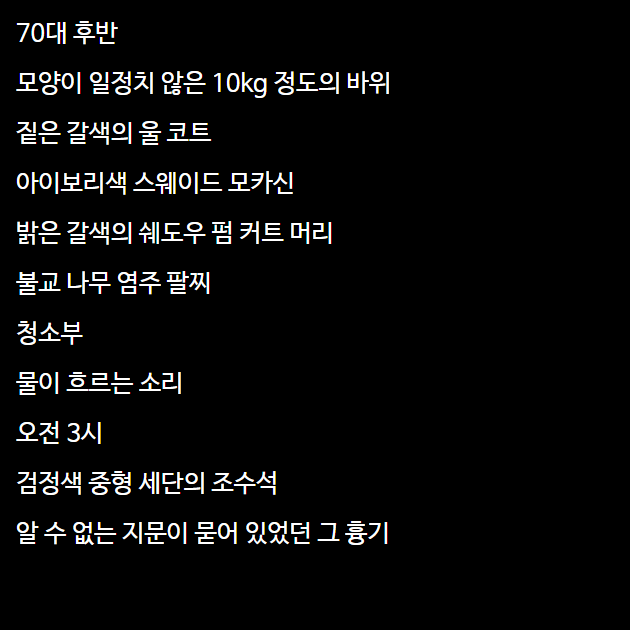 70대 후반
모양이 일정치 않은 10kg 정도의 바위
짙은 갈색의 울 코트
아이보리색 스웨이드 모카신
밝은 갈색의 쉐도우 펌 커트 머리
불교 나무 염주 팔찌
청소부
물이 흐르는 소리
오전 3시
검정색 중형 세단의 조수석
알 수 없는 지문이 묻어 있었던 그 흉기